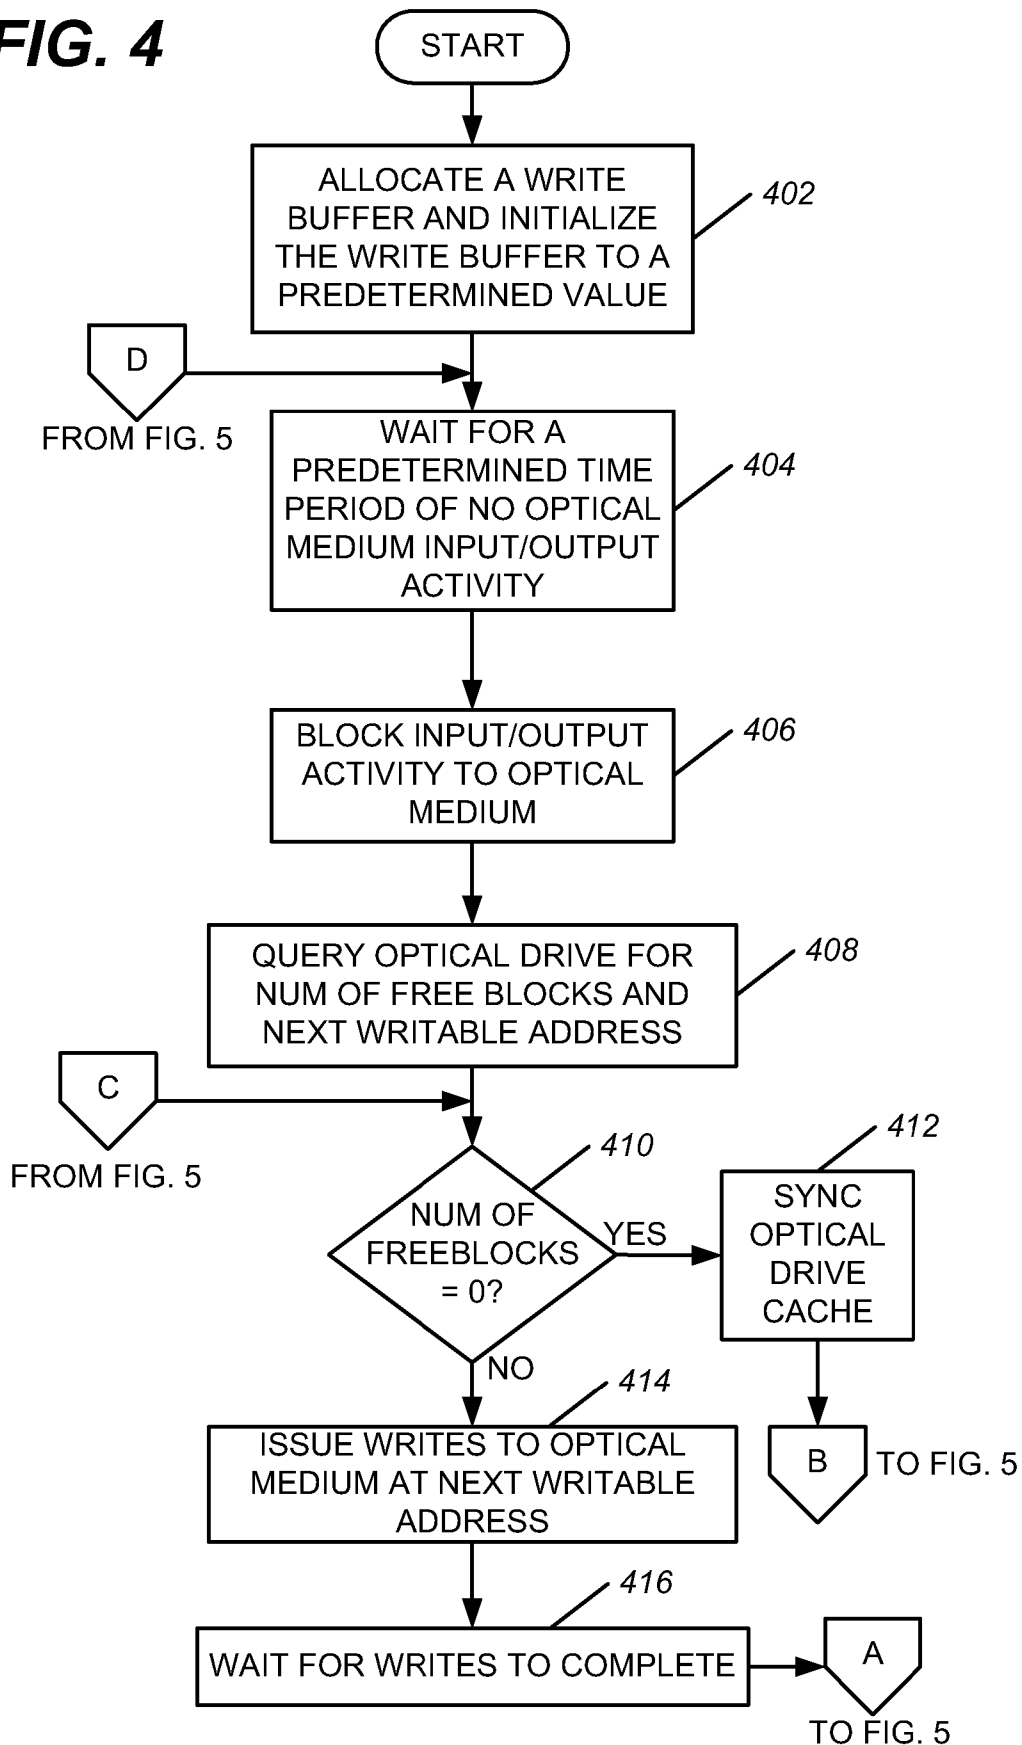 FIG. 4
START
ALLOCATE A WRITE
BUFFER AND INITIALIZE
THE WRITE BUFFER TO A
PREDETERMINED VALUE
402
D
FROM FIG. 5
WAIT FOR A
PREDETERMINED TIME
PERIOD OF NO OPTICAL
MEDIUM INPUT/OUTPUT
ACTIVITY
404
BLOCK INPUT/OUTPUT
ACTIVITY TO OPTICAL
MEDIUM
406
QUERY OPTICAL DRIVE FOR
NUM OF FREE BLOCKS AND
NEXT WRITABLE ADDRESS
408
C
FROM FIG. 5
NUM OF
FREEBLOCKS
= 0?
410
YES
SYNC
OPTICAL
DRIVE
CACHE
412
NO
B
TO FIG. 5
ISSUE WRITES TO OPTICAL
MEDIUM AT NEXT WRITABLE
ADDRESS
414
WAIT FOR WRITES TO COMPLETE
416
A
TO FIG. 5